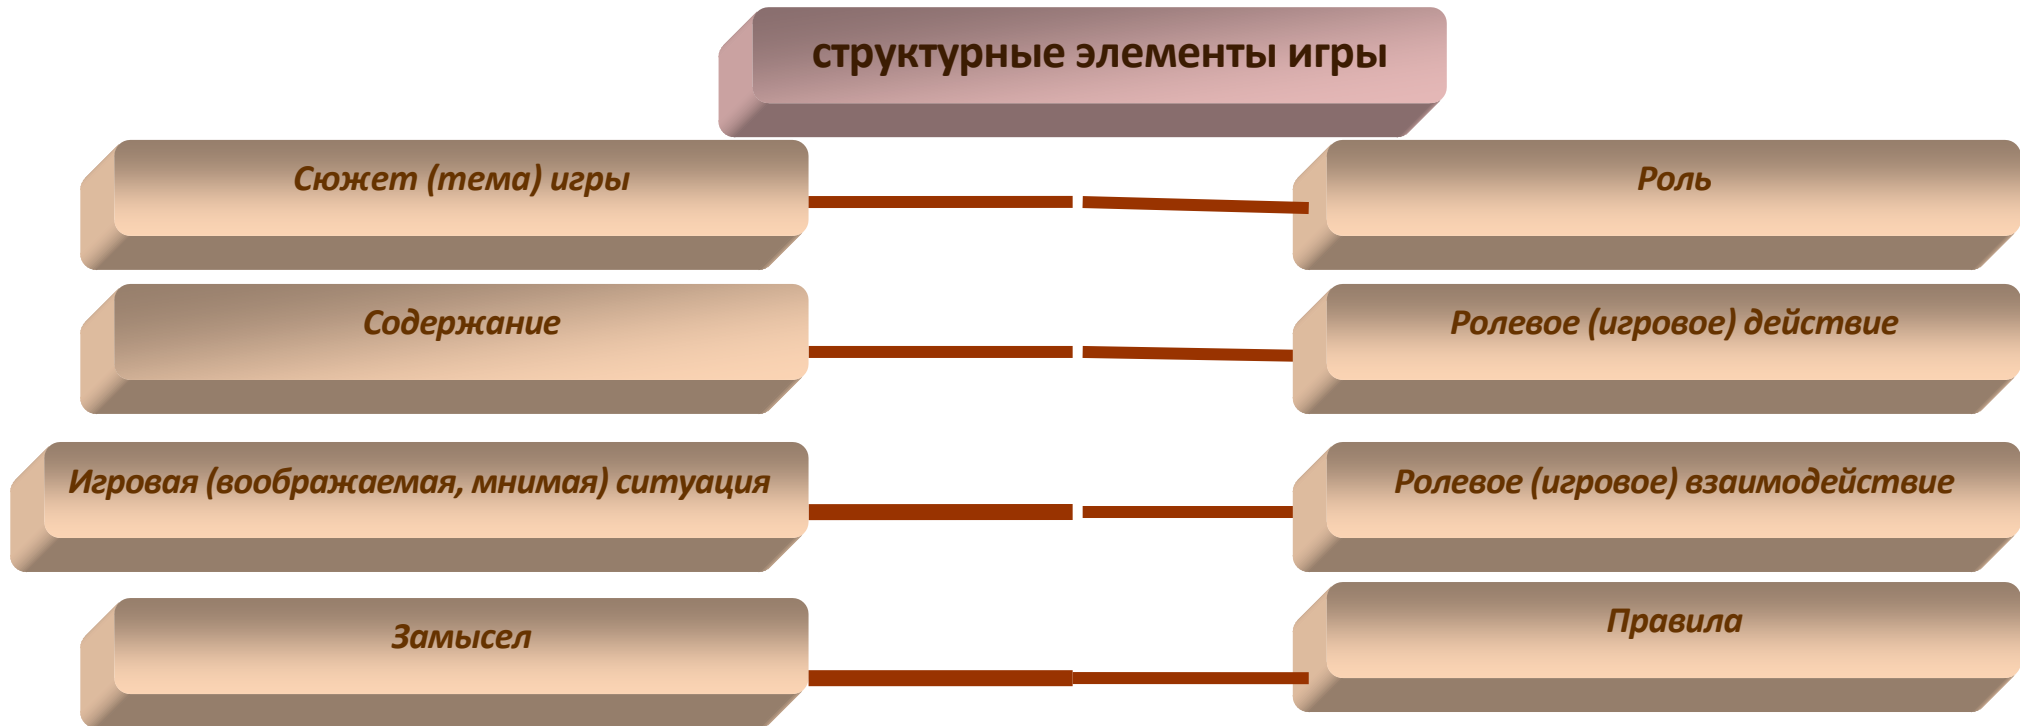 структурные элементы игры
Сюжет (тема) игры
Роль
Содержание
Ролевое (игровое) действие
Игровая (воображаемая, мнимая) ситуация
Ролевое (игровое) взаимодействие
Замысел
Правила